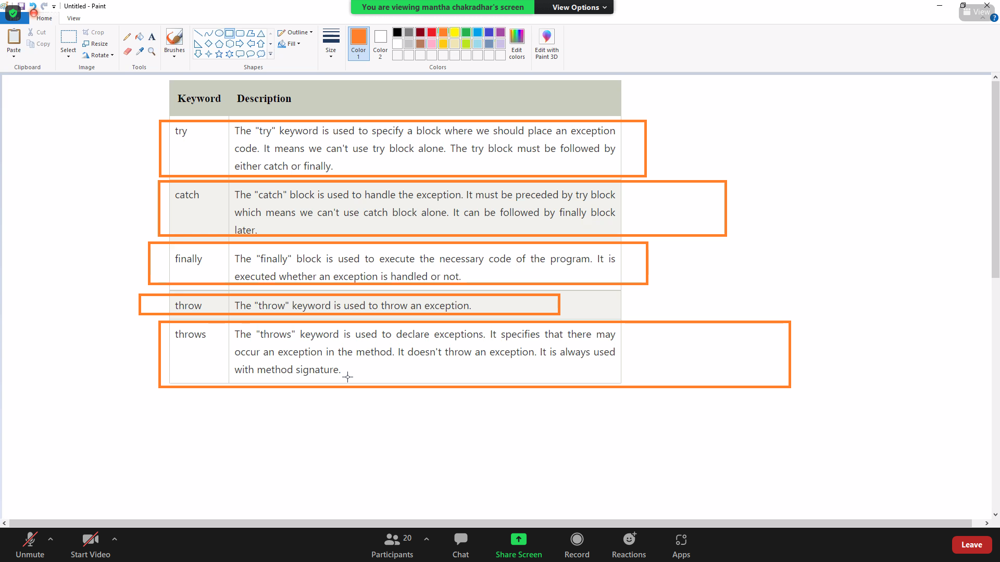 Untitled - Paint
You are viewing mantha chakradhar's screen
View Options
View
Home
View
Paste
Cut
Copy
Clipboard
Select
Crop
Resize
Rotate
Image
Tools
Brushes
Shapes
Outline
Fill
Size
Color 1
Color 2
Colors
Edit colors
Edit with Paint 3D
Keyword Description
try The "try" keyword is used to specify a block where we should place an exception
code. It means we can't use try block alone. The try block must be followed by
either catch or finally.
catch The "catch" block is used to handle the exception. It must be preceded by try block
which means we can't use catch block alone. It can be followed by finally block
later.
finally The "finally" block is used to execute the necessary code of the program. It is
executed whether an exception is handled or not.
throw The "throw" keyword is used to throw an exception.
throws The "throws" keyword is used to declare exceptions. It specifies that there may
occur an exception in the method. It doesn't throw an exception. It is always used
with method signature.
Unmute
Start Video
20
Participants
Chat
Share Screen
Record
Reactions
Apps
Leave